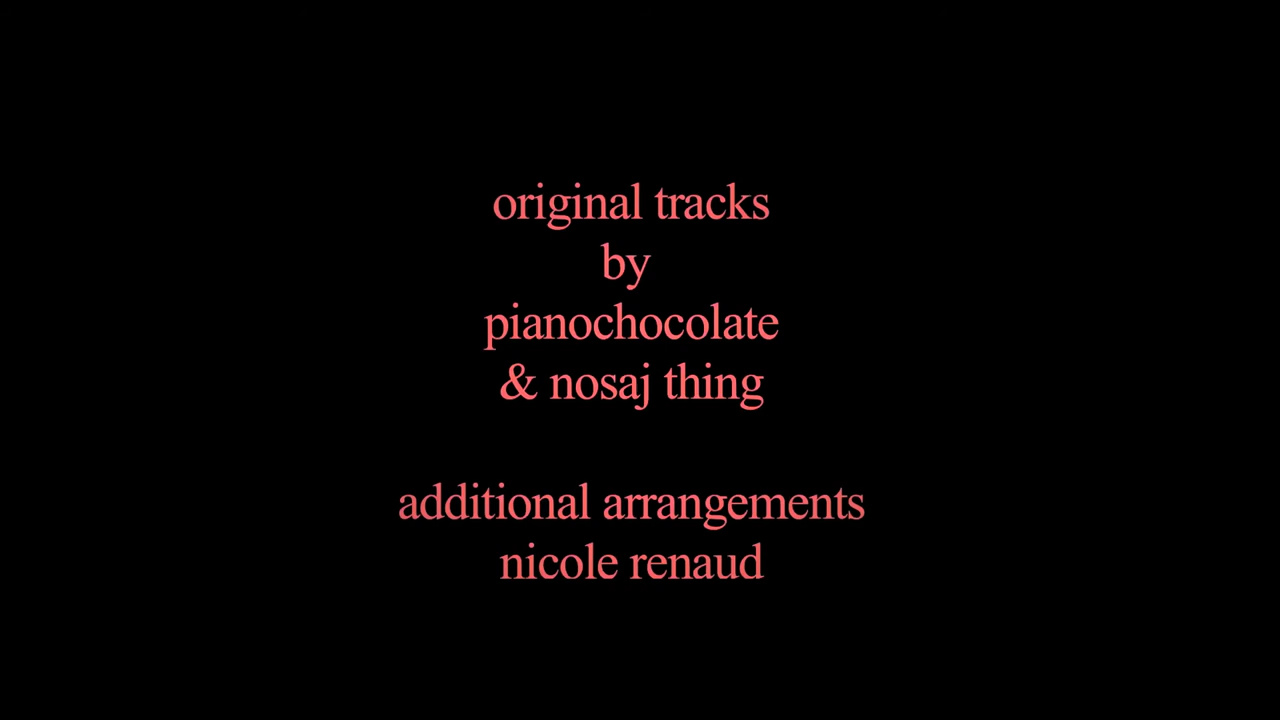 original tracks
by
pianochocolate
& nosaj thing
additional arrangements
nicole renaud